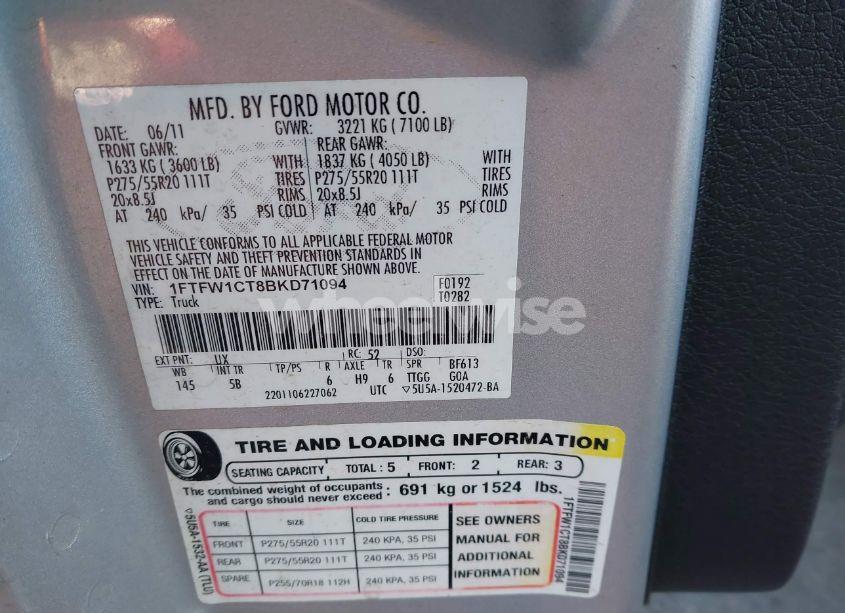 MFD. BY FORD MOTOR CO.
DATE: 06/11 GVWR: 3221 KG ( 7100 LB)
FRONT GAWR: REAR GAWR:
1633 KG ( 3600 LB) WITH 1837 KG ( 4050 LB) WITH
P275/55R20 111T TIRES P275/55R20 111T TIRES
20x8.5J RIMS 20x8.5J RIMS
AT 240 kPa/ 35 PSI COLD AT 240 kPa/ 35 PSI COLD
THIS VEHICLE CONFORMS TO ALL APPLICABLE FEDERAL MOTOR
VEHICLE SAFETY AND THEFT PREVENTION STANDARDS IN
EFFECT ON THE DATE OF MANUFACTURE SHOWN ABOVE.
VIN: 1FTFW1CT8BKD71094 F0192
TYPE: Truck T0282
wheelwise
EXT PNT: UX RC: 52 DSO:
WB INT TR TP/PS R AXLE TR SPR BF613
145 5B 6 H9 6 TTGG G0A
2201106227062 UTC ▽5U5A-1520472-BA
TIRE AND LOADING INFORMATION
SEATING CAPACITY TOTAL : 5 FRONT: 2 REAR: 3
The combined weight of occupants
and cargo should never exceed : 691 kg or 1524 lbs.
TIRE SIZE COLD TIRE PRESSURE
FRONT P275/55R20 111T 240 KPA, 35 PSI
REAR P275/55R20 111T 240 KPA, 35 PSI
SPARE P255/70R18 112H 240 KPA, 35 PSI
SEE OWNERS
MANUAL FOR
ADDITIONAL
INFORMATION
▽5U5A-1532-AA (TLU)
1FTFW1CT8BKD71094